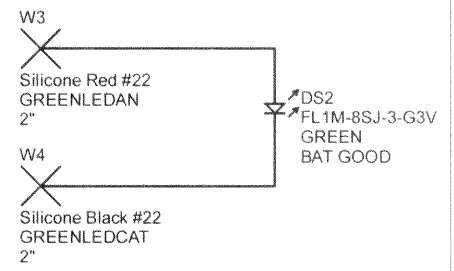 W3
Silicone Red #22
GREENLEDAN
2"
DS2
FL1M-8SJ-3-G3V
GREEN
BAT GOOD
W4
Silicone Black #22
GREENLEDCAT
2"